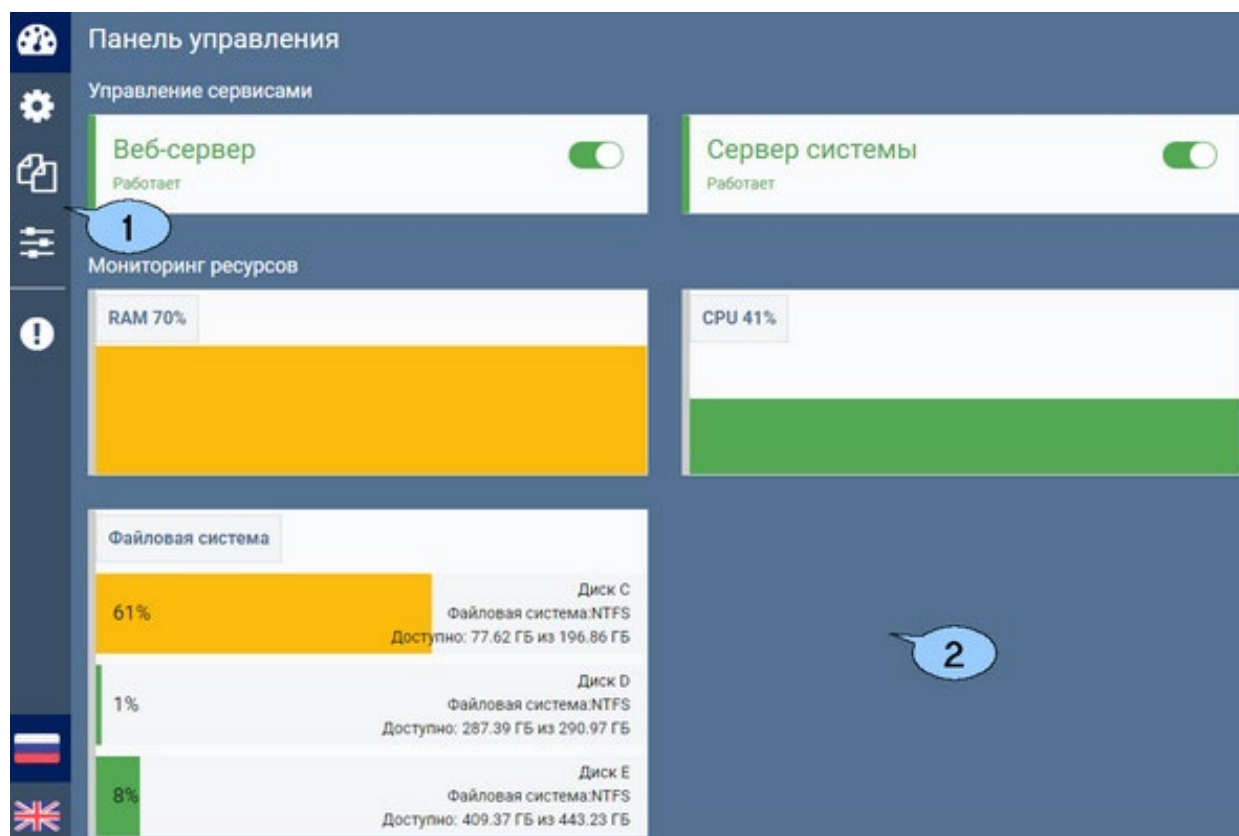 Панель управления
Управление сервисами
Веб-сервер
Работает
Сервер системы
Работает
1
Мониторинг ресурсов
RAM 70%
CPU 41%
Файловая система
61%
Диск C
Файловая система:NTFS
Доступно: 77.62 ГБ из 196.86 ГБ
2
1%
Диск D
Файловая система:NTFS
Доступно: 287.39 ГБ из 290.97 ГБ
8%
Диск E
Файловая система:NTFS
Доступно: 409.37 ГБ из 443.23 ГБ